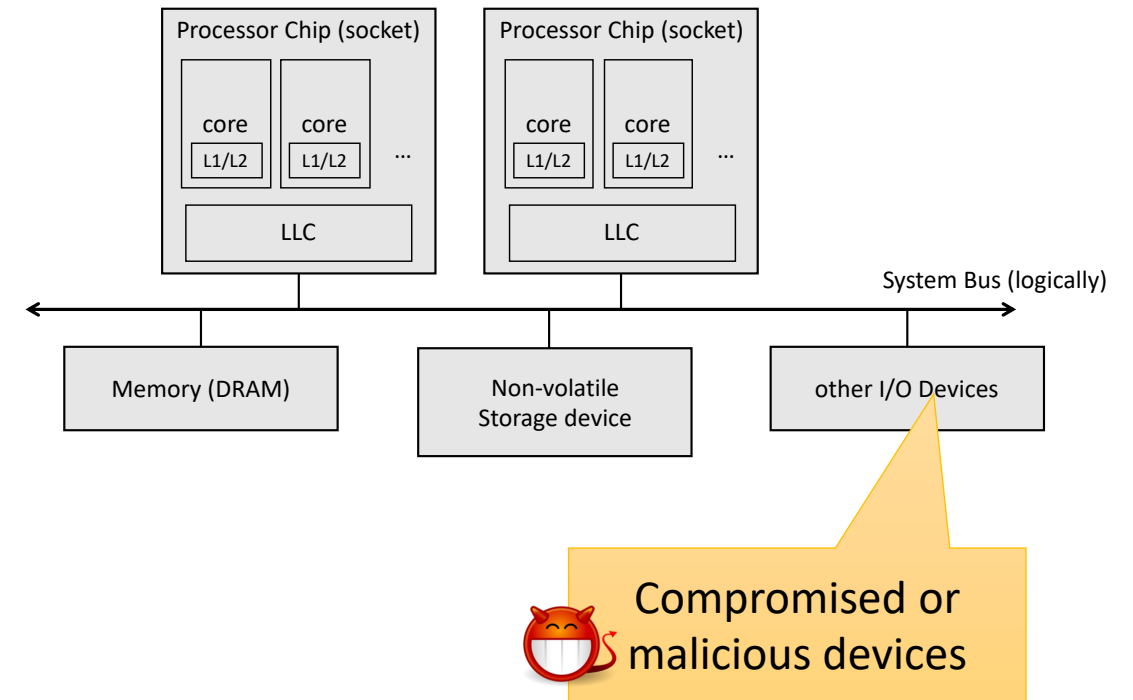 Processor Chip (socket)
Processor Chip (socket)
core
core
L1/L2
L1/L2
...
LLC
core
core
L1/L2
L1/L2
...
LLC
System Bus (logically)
Memory (DRAM)
Non-volatile
Storage device
other I/O Devices
Compromised or
malicious devices